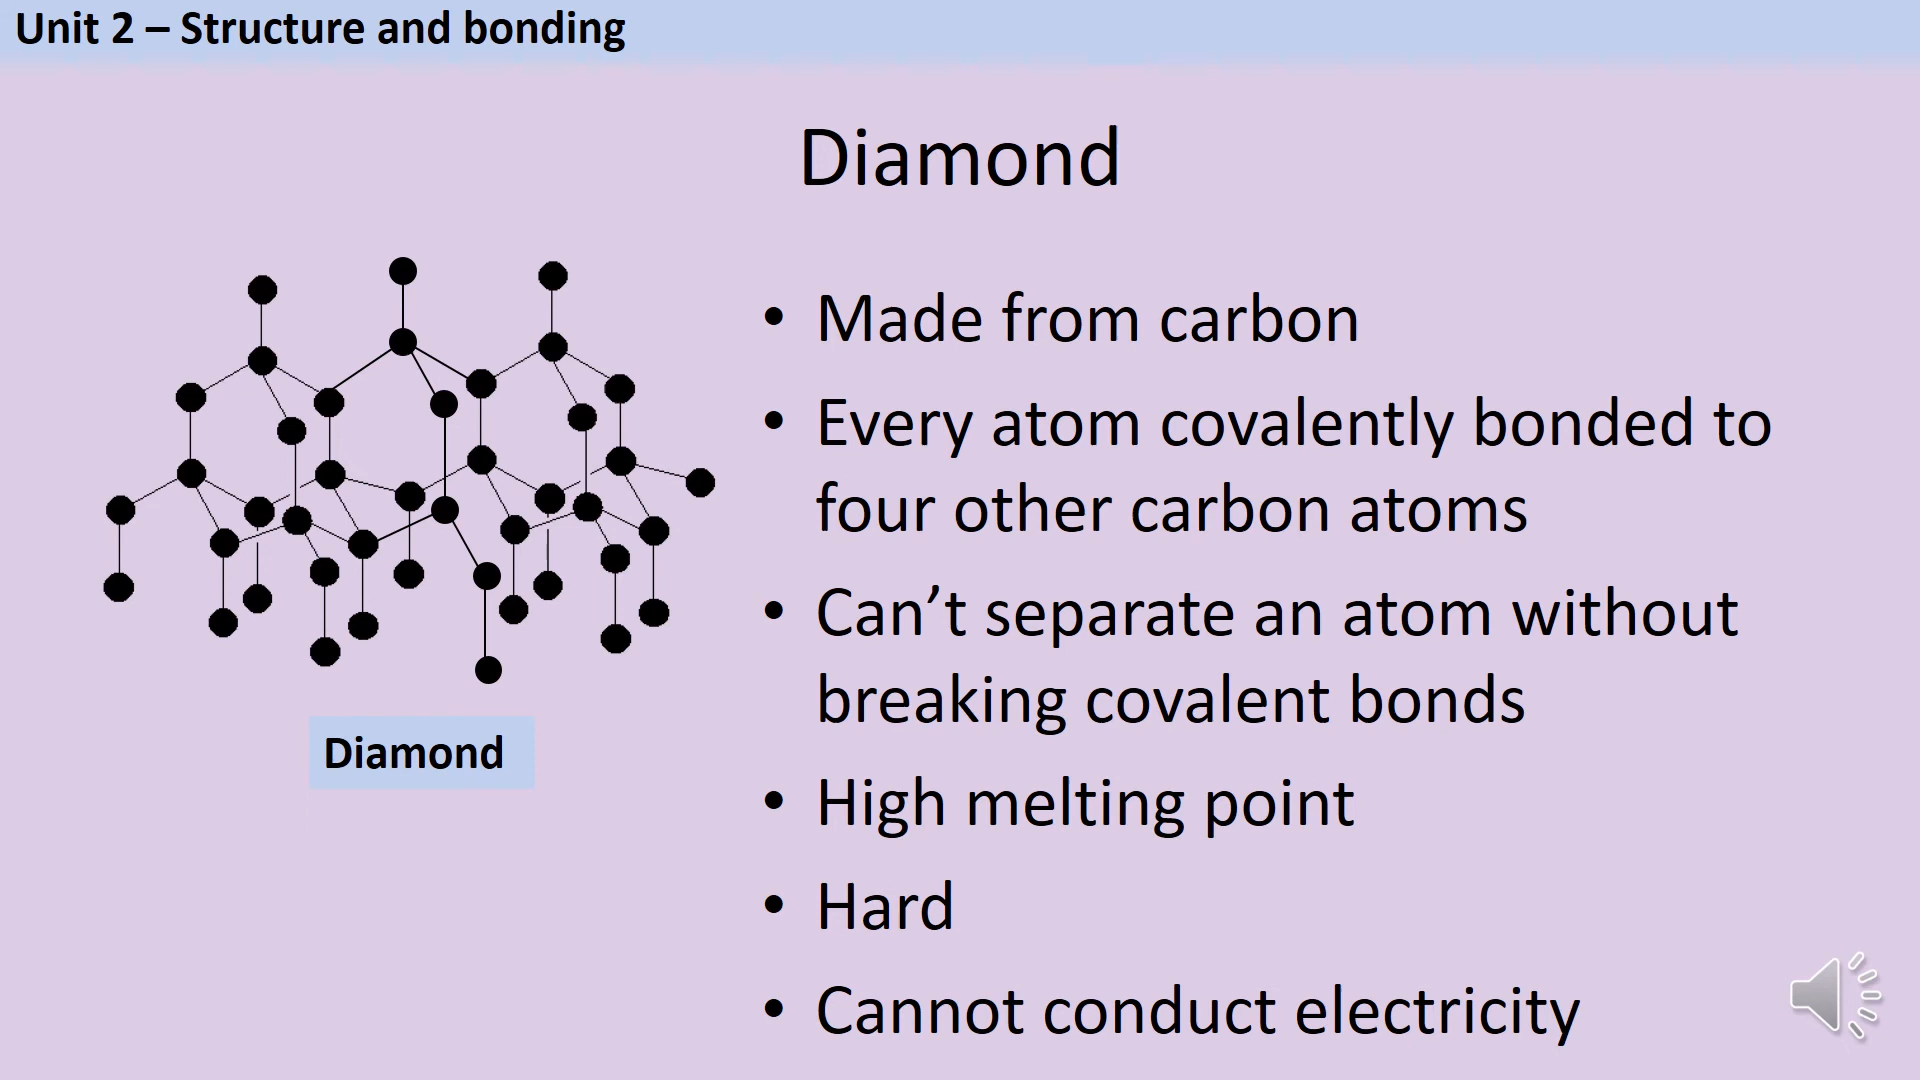 Unit 2 – Structure and bonding
Diamond
• Made from carbon
• Every atom covalently bonded to
four other carbon atoms
• Can’t separate an atom without
breaking covalent bonds
• High melting point
• Hard
• Cannot conduct electricity
Diamond